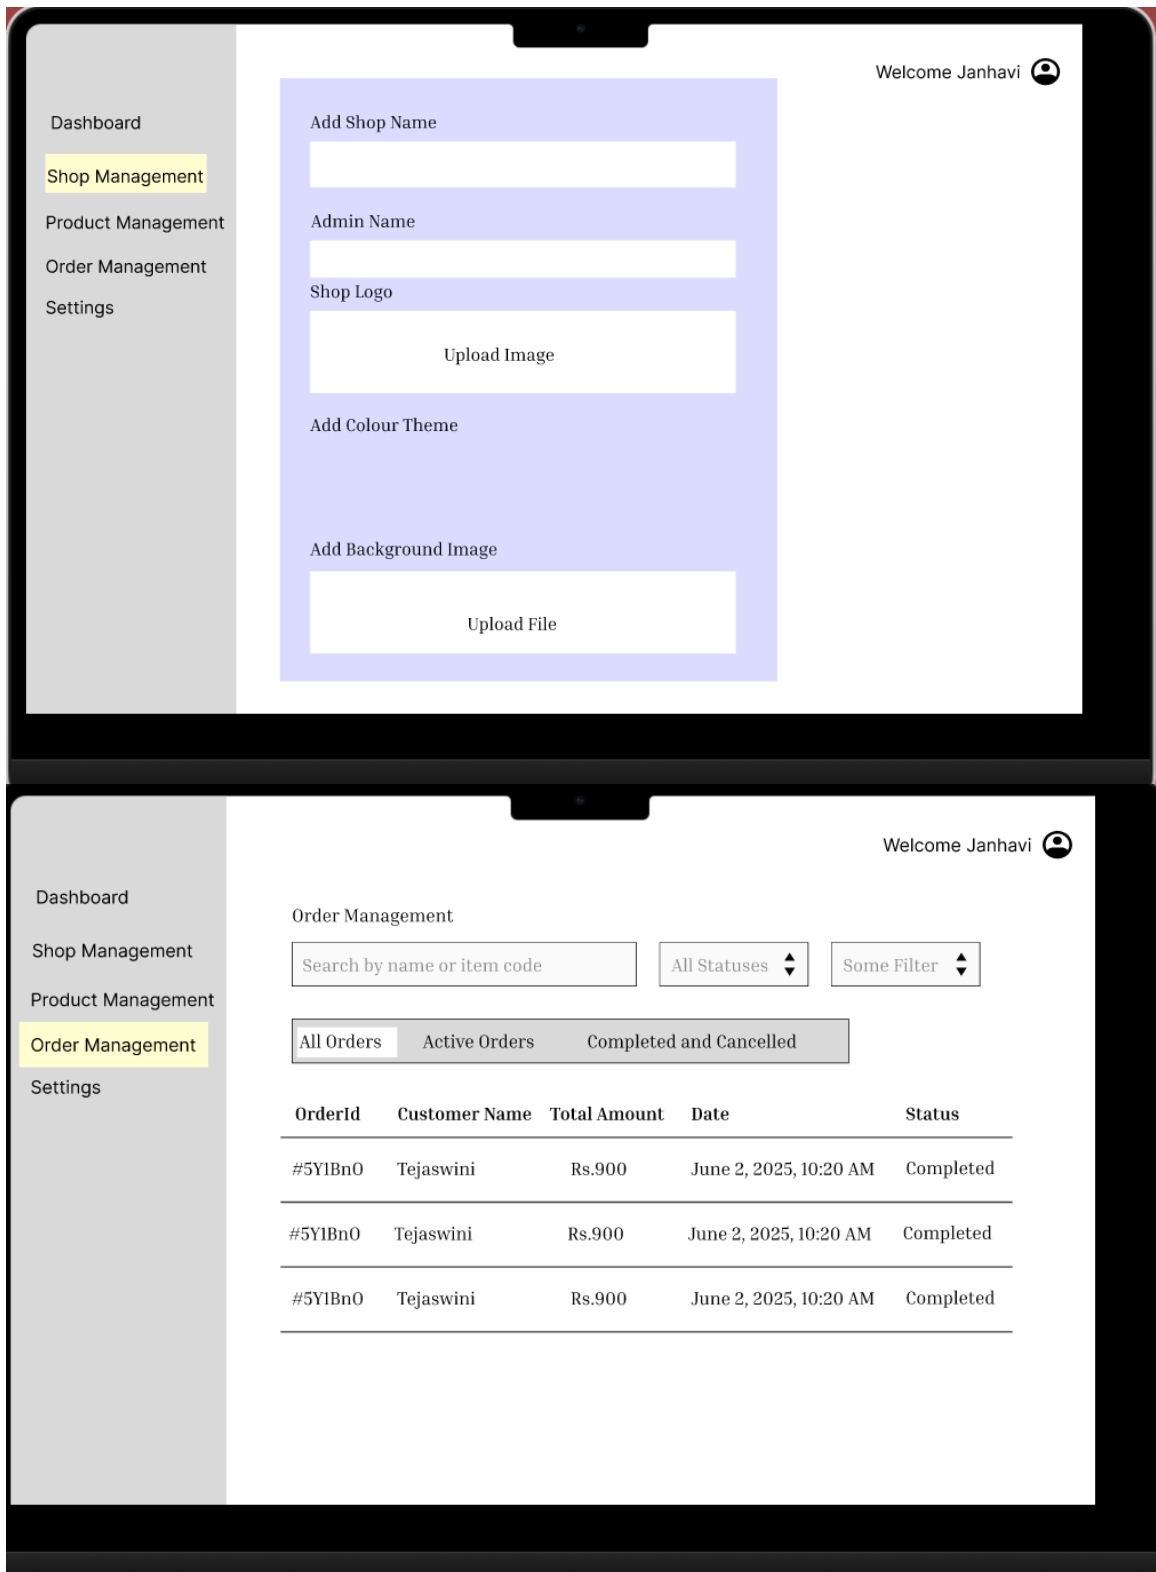 Welcome Janhavi
Dashboard
Shop Management
Product Management
Order Management
Settings
Add Shop Name
Admin Name
Shop Logo
Upload Image
Add Colour Theme
Add Background Image
Upload File
Welcome Janhavi
Dashboard
Shop Management
Product Management
Order Management
Settings
Order Management
Search by name or item code All Statuses Some Filter
All Orders Active Orders Completed and Cancelled
OrderId Customer Name Total Amount Date Status
#5Y1BnO Tejaswini Rs.900 June 2, 2025, 10:20 AM Completed
#5Y1BnO Tejaswini Rs.900 June 2, 2025, 10:20 AM Completed
#5Y1BnO Tejaswini Rs.900 June 2, 2025, 10:20 AM Completed